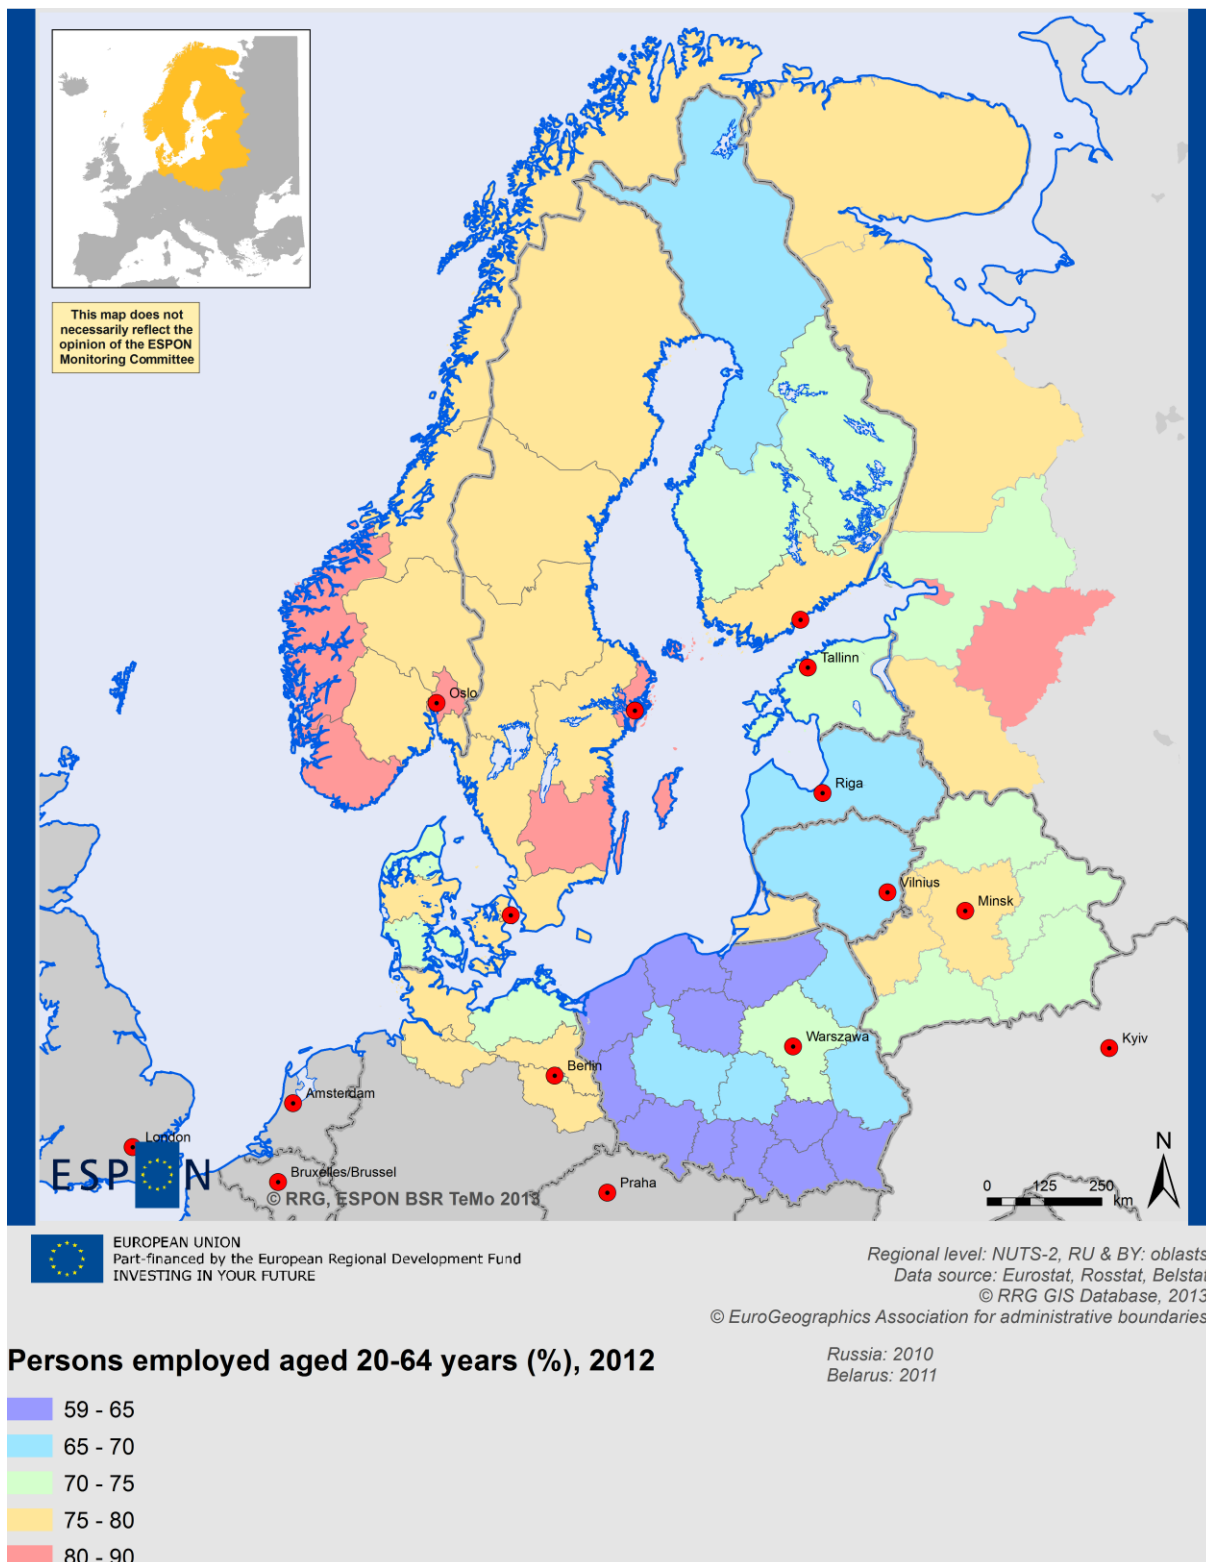 This map does not
necessarily reflect the
opinion of the ESPON
Monitoring Committee
Oslo
Tallinn
Riga
Vilnius
Minsk
Warszawa
Kyiv
Berlin
Amsterdam
London
Bruxelles/Brussel
Praha
ESPON
© RRG, ESPON BSR TeMo 2013
N
0 125 250
km
EUROPEAN UNION
Part-financed by the European Regional Development Fund
INVESTING IN YOUR FUTURE
Regional level: NUTS-2, RU & BY: oblasts
Data source: Eurostat, Rosstat, Belstat
© RRG GIS Database, 2013
© EuroGeographics Association for administrative boundaries
Persons employed aged 20-64 years (%), 2012
Russia: 2010
Belarus: 2011
59 - 65
65 - 70
70 - 75
75 - 80
80 - 90